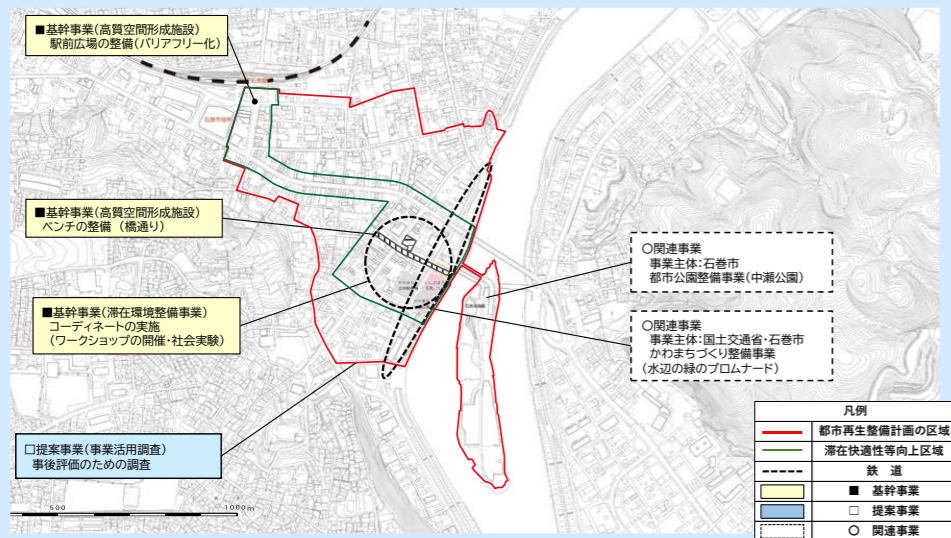 ■基幹事業(高質空間形成施設)
駅前広場の整備(バリアフリー化)
石巻市役所
■基幹事業(高質空間形成施設)
ベンチの整備 (橋通り)
■基幹事業(滞在環境整備事業)
コーディネートの実施
(ワークショップの開催・社会実験)
□提案事業(事業活用調査)
事後評価のための調査
○関連事業
事業主体:石巻市
都市公園整備事業(中瀬公園)
○関連事業
事業主体:国土交通省・石巻市
かわまちづくり整備事業
(水辺の緑のプロムナード)
凡例
都市再生整備計画の区域
滞在快適性等向上区域
鉄 道
■ 基幹事業
□ 提案事業
○ 関連事業
500
1000m